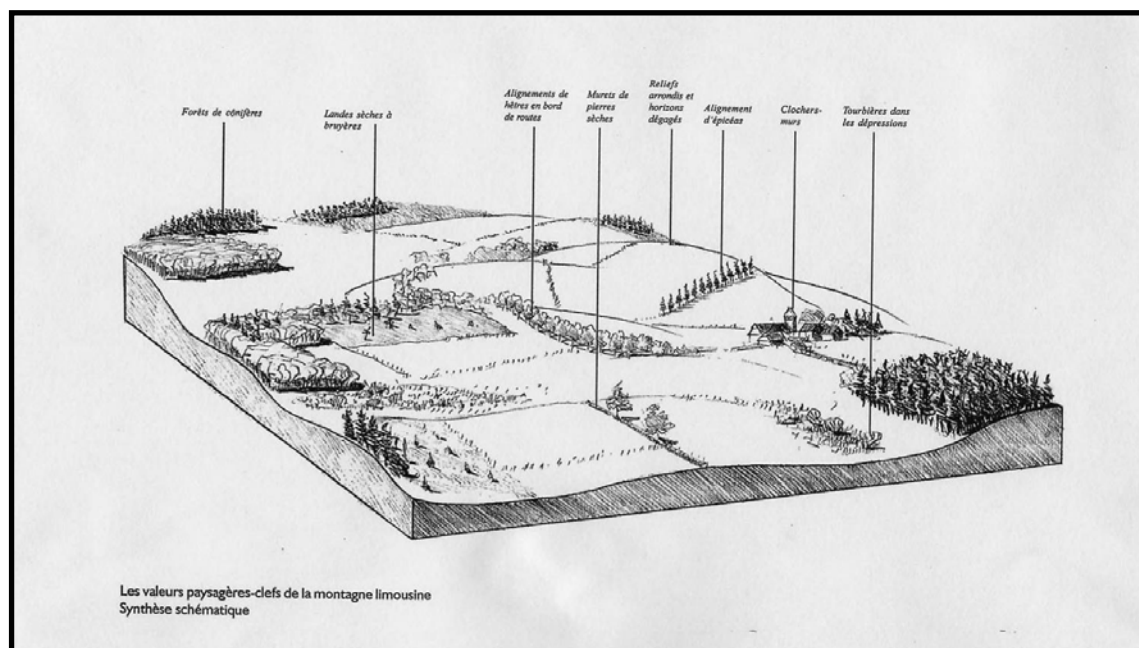 Forêts de cônifères
Landes sèches à
bruyères
Alignements de
hêtres en bord
de routes
Murets de
pierres
sèches
Reliefs
arrondis et
horizons
dégagés
Alignement
d'épicéas
Clochers-
murs
Tourbières dans
les dépressions
Les valeurs paysagères-clefs de la montagne limousine
Synthèse schématique